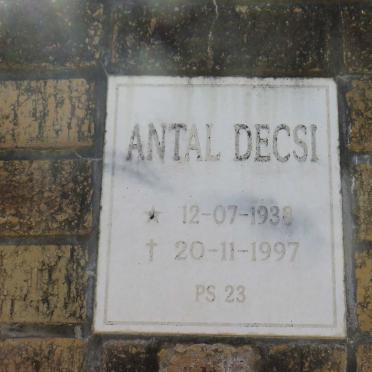 ANTAL DECSI
★ 12-07-1938
† 20-11-1997
PS 23